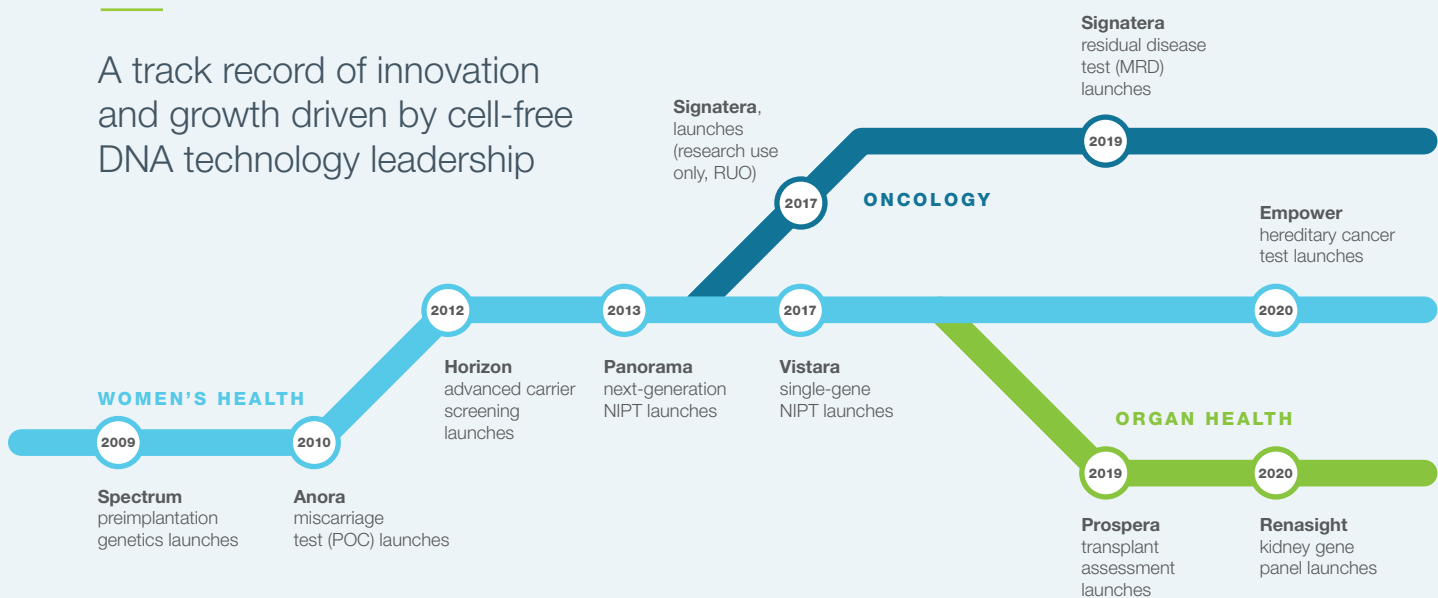 A track record of innovation
and growth driven by cell-free
DNA technology leadership
Signatera,
launches
(research use
only, RUO)
2017
Signatera
residual disease
test (MRD)
launches
2019
ONCOLOGY
Empower
hereditary cancer
test launches
2012
2013
2017
2020
Horizon
advanced carrier
screening
launches
Panorama
next-generation
NIPT launches
Vistara
single-gene
NIPT launches
WOMEN'S HEALTH
2009
2010
Spectrum
preimplantation
genetics launches
Anora
miscarriage
test (POC) launches
ORGAN HEALTH
2019
2020
Prospera
transplant
assessment
launches
Renasight
kidney gene
panel launches